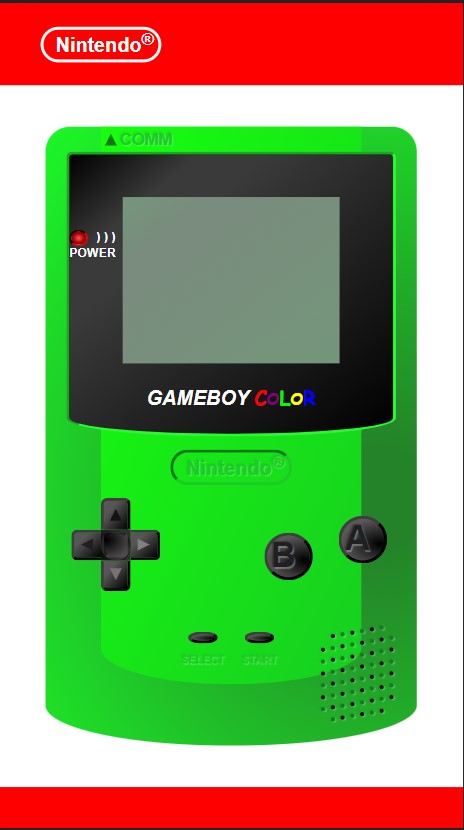 Nintendo®
▲COMM
POWER
GAMEBOY COLOR
Nintendo®
B
A
SELECT
START